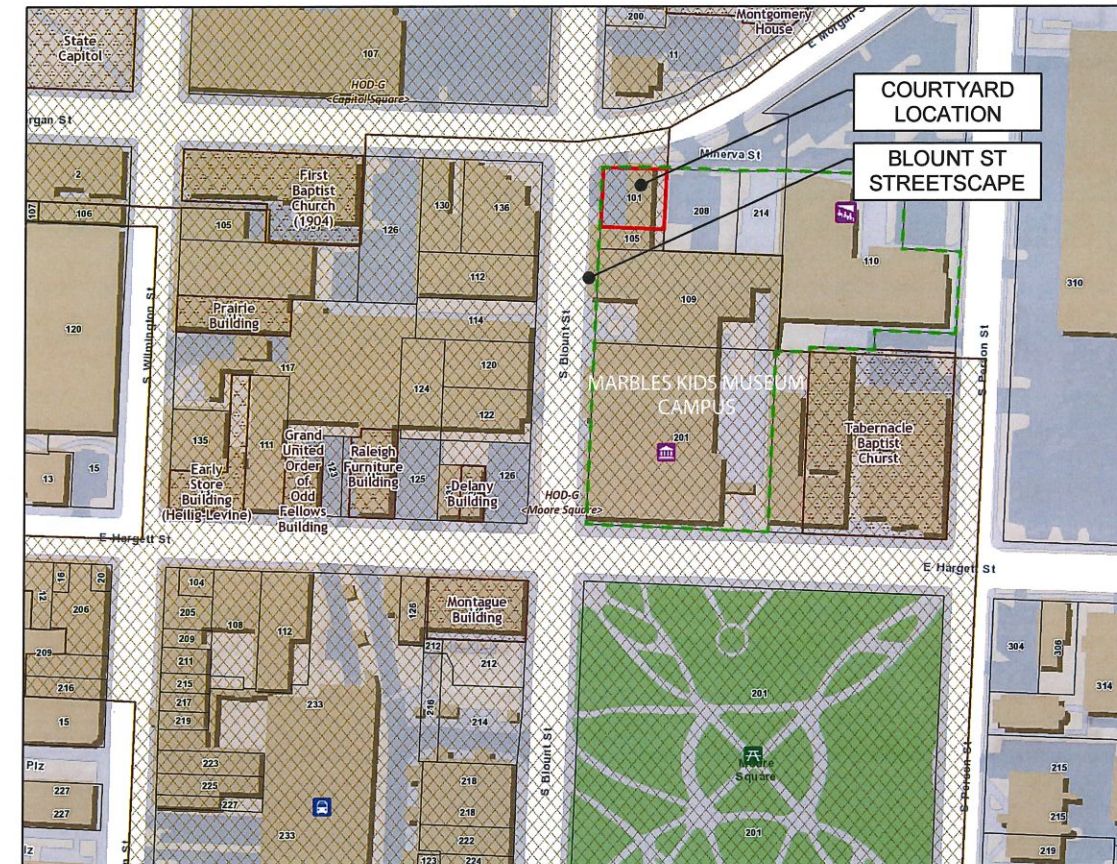 State
Capitol
107
HOD-G
<Capitol Square>
200
Montgomery
House
11
E Morgan S
COURTYARD
LOCATION
BLOUNT ST
STREETSCAPE
rgan St
Minerva St
2
107
106
105
First
Baptist
Church
(1904)
126
130
136
112
114
101
105
208
214
110
310
109
S Wilmington St
120
Prairie
Building
117
124
120
122
S Blount St
MARBLES KIDS MUSEUM
CAMPUS
201
S Person St
Tabernacle
Baptist
Churst
135
111
Early
Store
Building
(Heilig-Levine)
Grand
United
Order
of
Odd
Fellows
Building
123
Raleigh
Furniture
Building
125
Delany
Building
126
HOD-G
<Moore Square>
13
15
E Hargett St
E Hargett St
16
20
12
206
209
216
15
104
205
209
211
215
217
219
108
112
128
Montague
Building
212
212
216
214
233
218
218
222
224
123
223
225
227
233
Plz
227
227
lz
n St
S Blount St
201
Moore
Square
201
S Person St
304
306
314
215
215
219